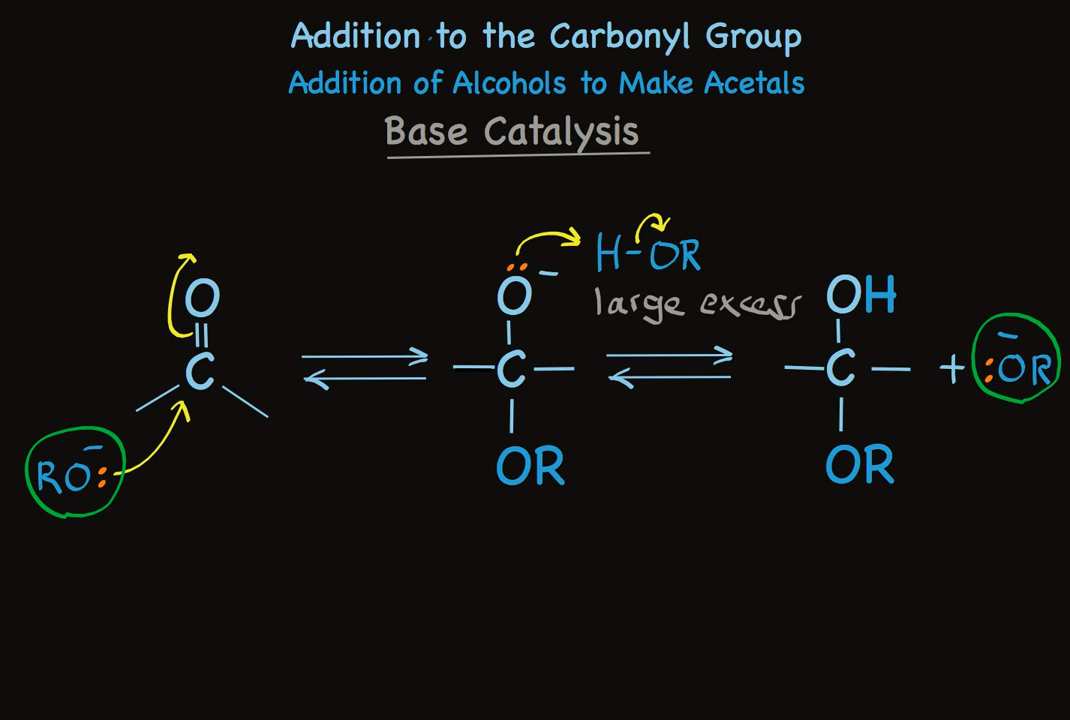 Addition to the Carbonyl Group
Addition of Alcohols to Make Acetals
Base Catalysis
H-OR
large excess
O
C
RO:⁻
O⁻
C
OR
OH
C
OR
+ :OR⁻